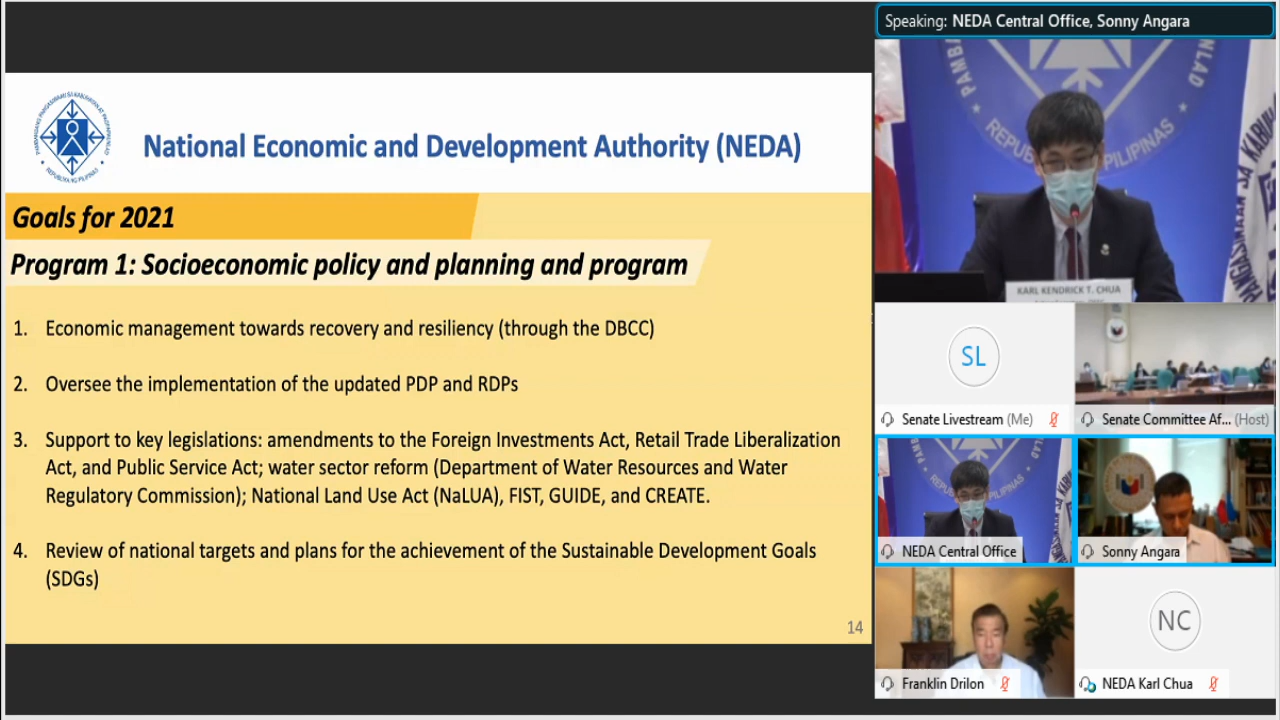 Speaking: NEDA Central Office, Sonny Angara
National Economic and Development Authority (NEDA)
REPUBLIKA NG PILIPINAS
Goals for 2021
Program 1: Socioeconomic policy and planning and program
1. Economic management towards recovery and resiliency (through the DBCC)
2. Oversee the implementation of the updated PDP and RDPs
3. Support to key legislations: amendments to the Foreign Investments Act, Retail Trade Liberalization
Act, and Public Service Act; water sector reform (Department of Water Resources and Water
Regulatory Commission); National Land Use Act (NaLUA), FIST, GUIDE, and CREATE.
4. Review of national targets and plans for the achievement of the Sustainable Development Goals
(SDGs)
14
PILIPINAS
KARL KENDRICK T. CHUA
SL
Senate Livestream (Me)
Senate Committee Af... (Host)
NEDA Central Office
Sonny Angara
Franklin Drilon
NC
NEDA Karl Chua